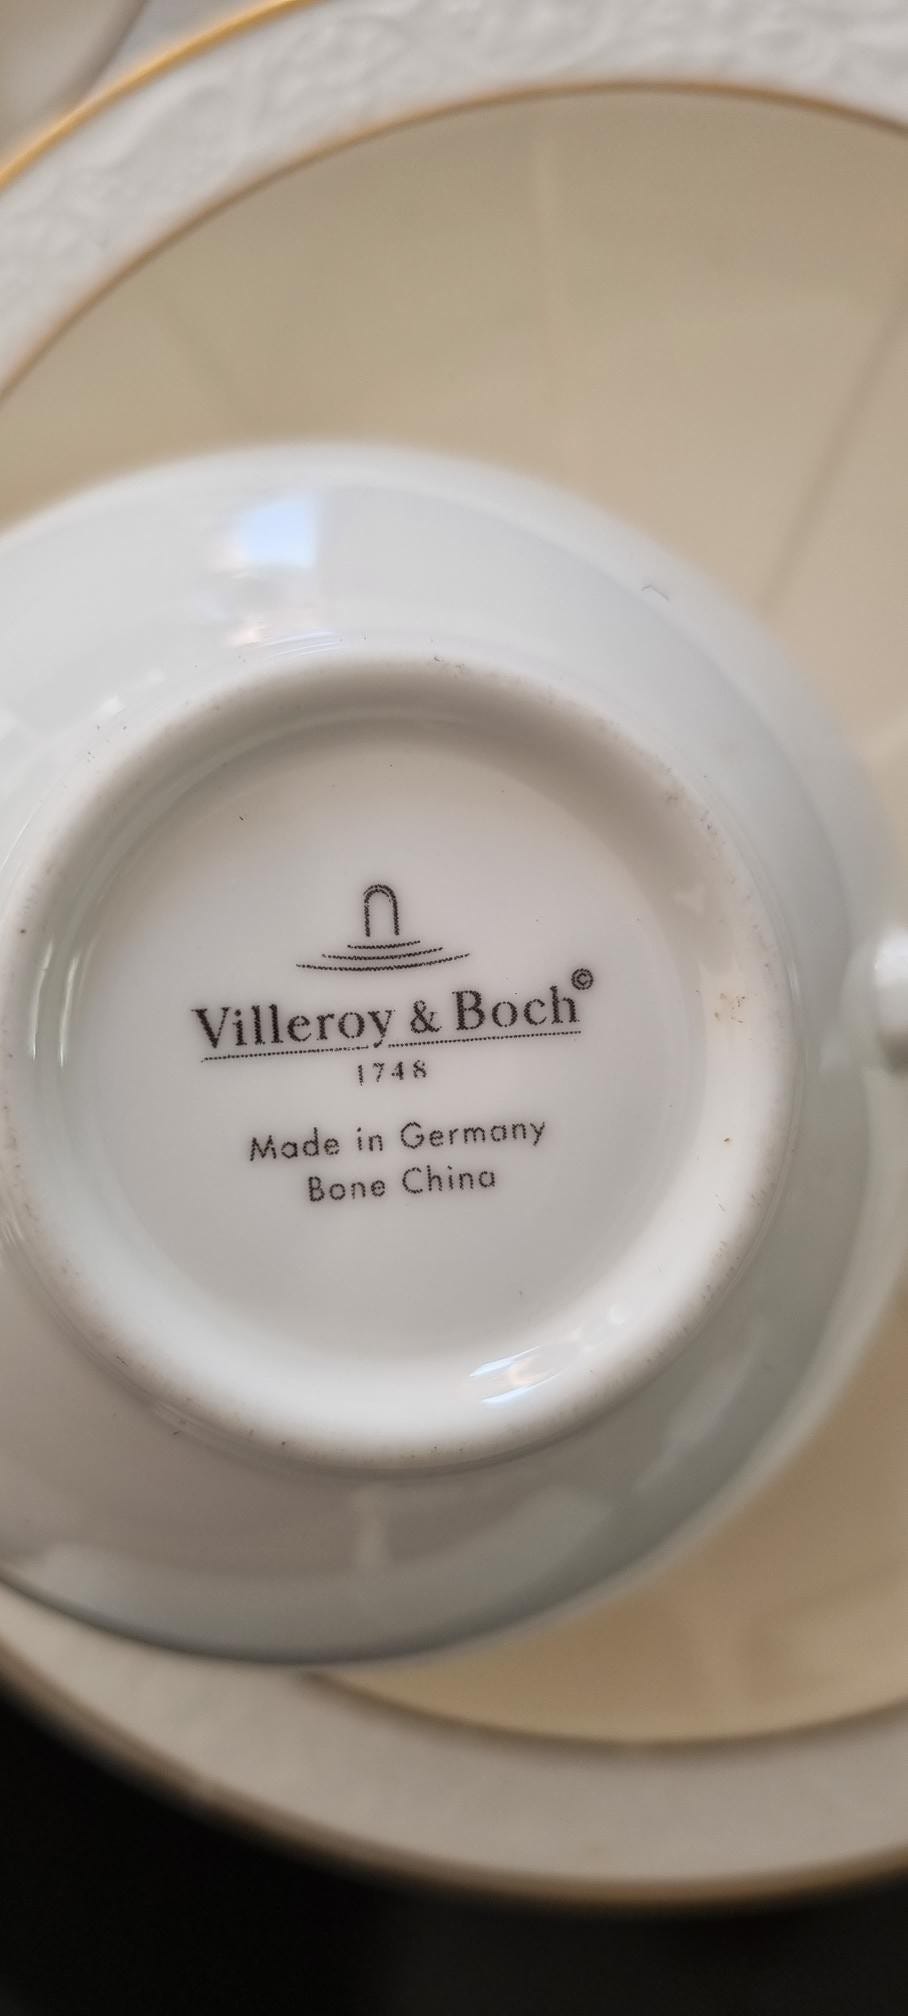 Villeroy & Boch©
1748
Made in Germany
Bone China